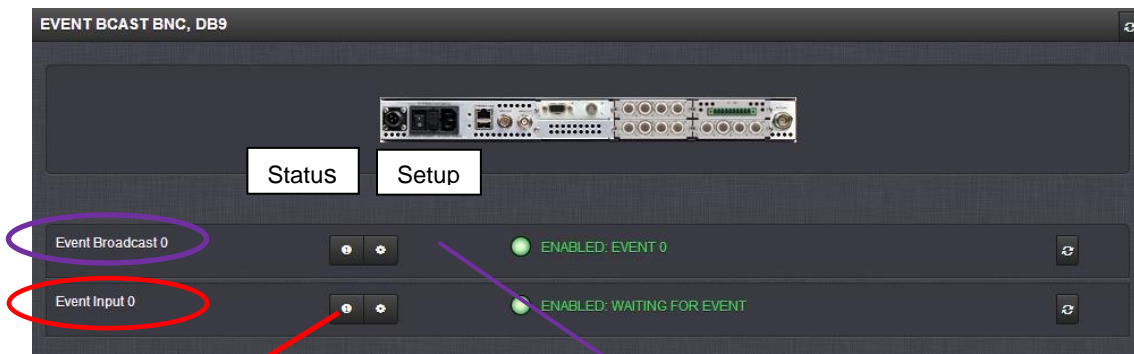 EVENT BCAST BNC, DB9
Status Setup
Event Broadcast 0 ENABLED: EVENT 0
Event Input 0 ENABLED: WAITING FOR EVENT